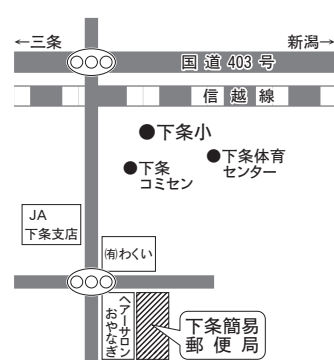 ←三条
新潟→
国道403号
信越線
●下条小
●下条
コミセン
●下条体育
センター
JA
下条支店
㈲わくい
ヘアーサロン
おやなぎ
下条簡易
郵便局